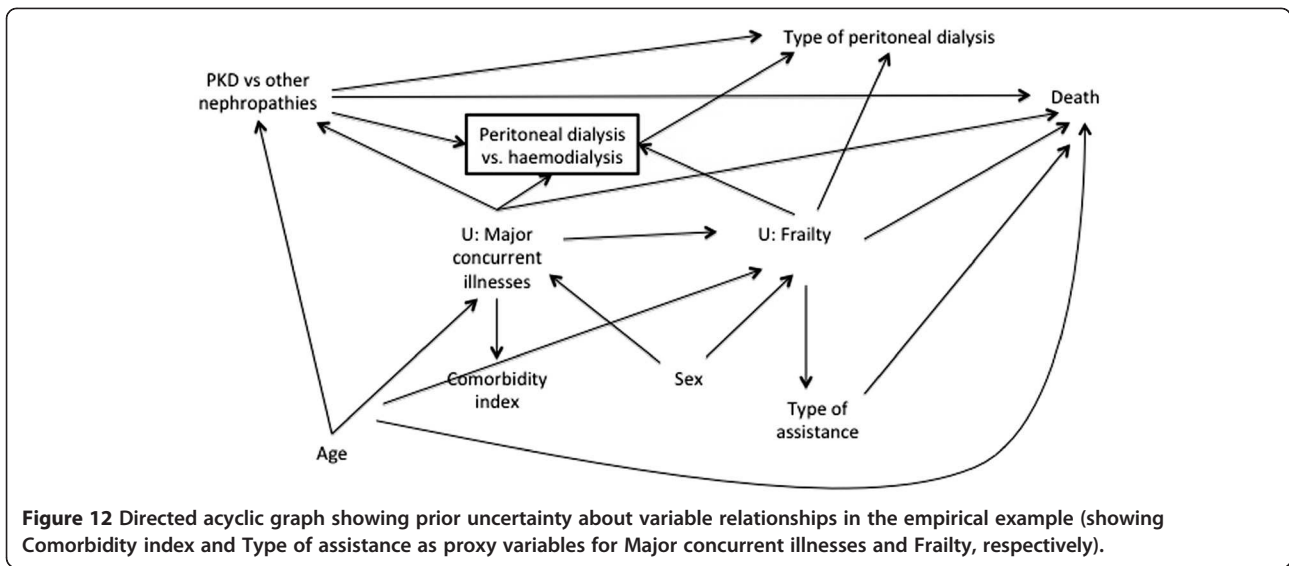 Type of peritoneal dialysis
PKD vs other
nephropathies
Death
Peritoneal dialysis
vs. haemodialysis
U: Major
concurrent
illnesses
U: Frailty
Comorbidity
index
Sex
Type of
assistance
Age
Figure 12 Directed acyclic graph showing prior uncertainty about variable relationships in the empirical example (showing
Comorbidity index and Type of assistance as proxy variables for Major concurrent illnesses and Frailty, respectively).